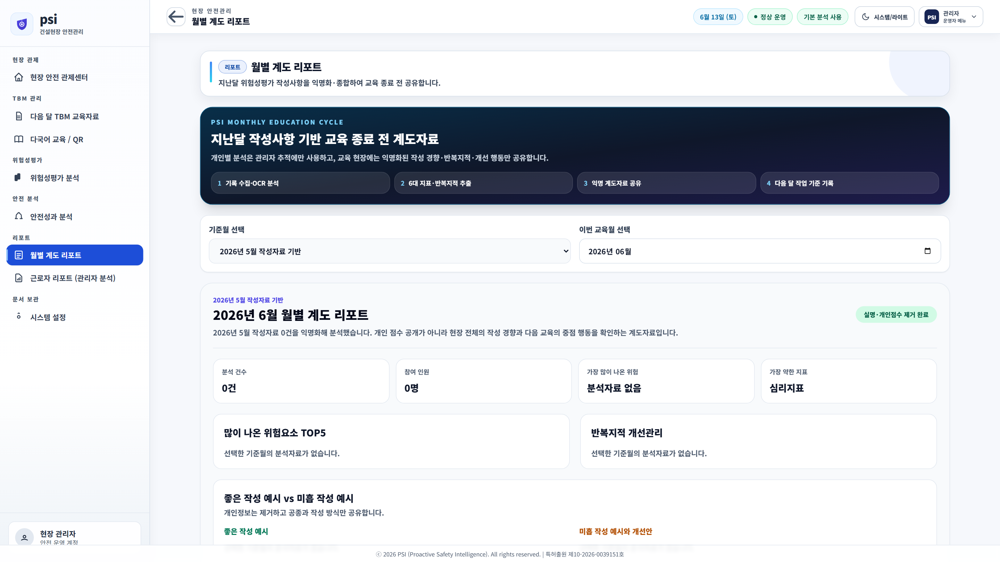 psi
건설현장 안전관리
현장 관제
현장 안전 관제센터
TBM 관리
다음 달 TBM 교육자료
다국어 교육 / QR
위험성평가
위험성평가 분석
안전 분석
안전성과 분석
리포트
월별 계도 리포트
근로자 리포트 (관리자 분석)
문서 보관
시스템 설정
현장 관리자
안전 운영 계정
현장 안전관리
월별 계도 리포트
6월 13일 (토)
정상 운영
기본 분석 사용
시스템/라이트
PSI
관리자
운영자 메뉴
리포트 월별 계도 리포트
지난달 위험성평가 작성사항을 익명화·종합하여 교육 종료 전 공유합니다.
PSI MONTHLY EDUCATION CYCLE
지난달 작성사항 기반 교육 종료 전 계도자료
개인별 분석은 관리자 추적에만 사용하고, 교육 현장에는 익명화된 작성 경향·반복지적·개선 행동만 공유합니다.
1 기록 수집·OCR 분석
2 6대 지표·반복지적 추출
3 익명 계도자료 공유
4 다음 달 작업 기준 기록
기준월 선택
2026년 5월 작성자료 기반
이번 교육월 선택
2026년 06월
2026년 5월 작성자료 기반
2026년 6월 월별 계도 리포트
실명·개인점수 제거 완료
2026년 5월 작성자료 0건을 익명화해 분석했습니다. 개인 점수 공개가 아니라 현장 전체의 작성 경향과 다음 교육의 중점 행동을 확인하는 계도자료입니다.
분석 건수
0건
참여 인원
0명
가장 많이 나온 위험
분석자료 없음
가장 약한 지표
심리지표
많이 나온 위험요소 TOP5
선택한 기준월의 분석자료가 없습니다.
반복지적 개선관리
선택한 기준월의 분석자료가 없습니다.
좋은 작성 예시 vs 미흡 작성 예시
개인정보는 제거하고 공종과 작성 방식만 공유합니다.
좋은 작성 예시
미흡 작성 예시와 개선안
ⓒ 2026 PSI (Proactive Safety Intelligence). All rights reserved. | 특허출원 제10-2026-0039151호